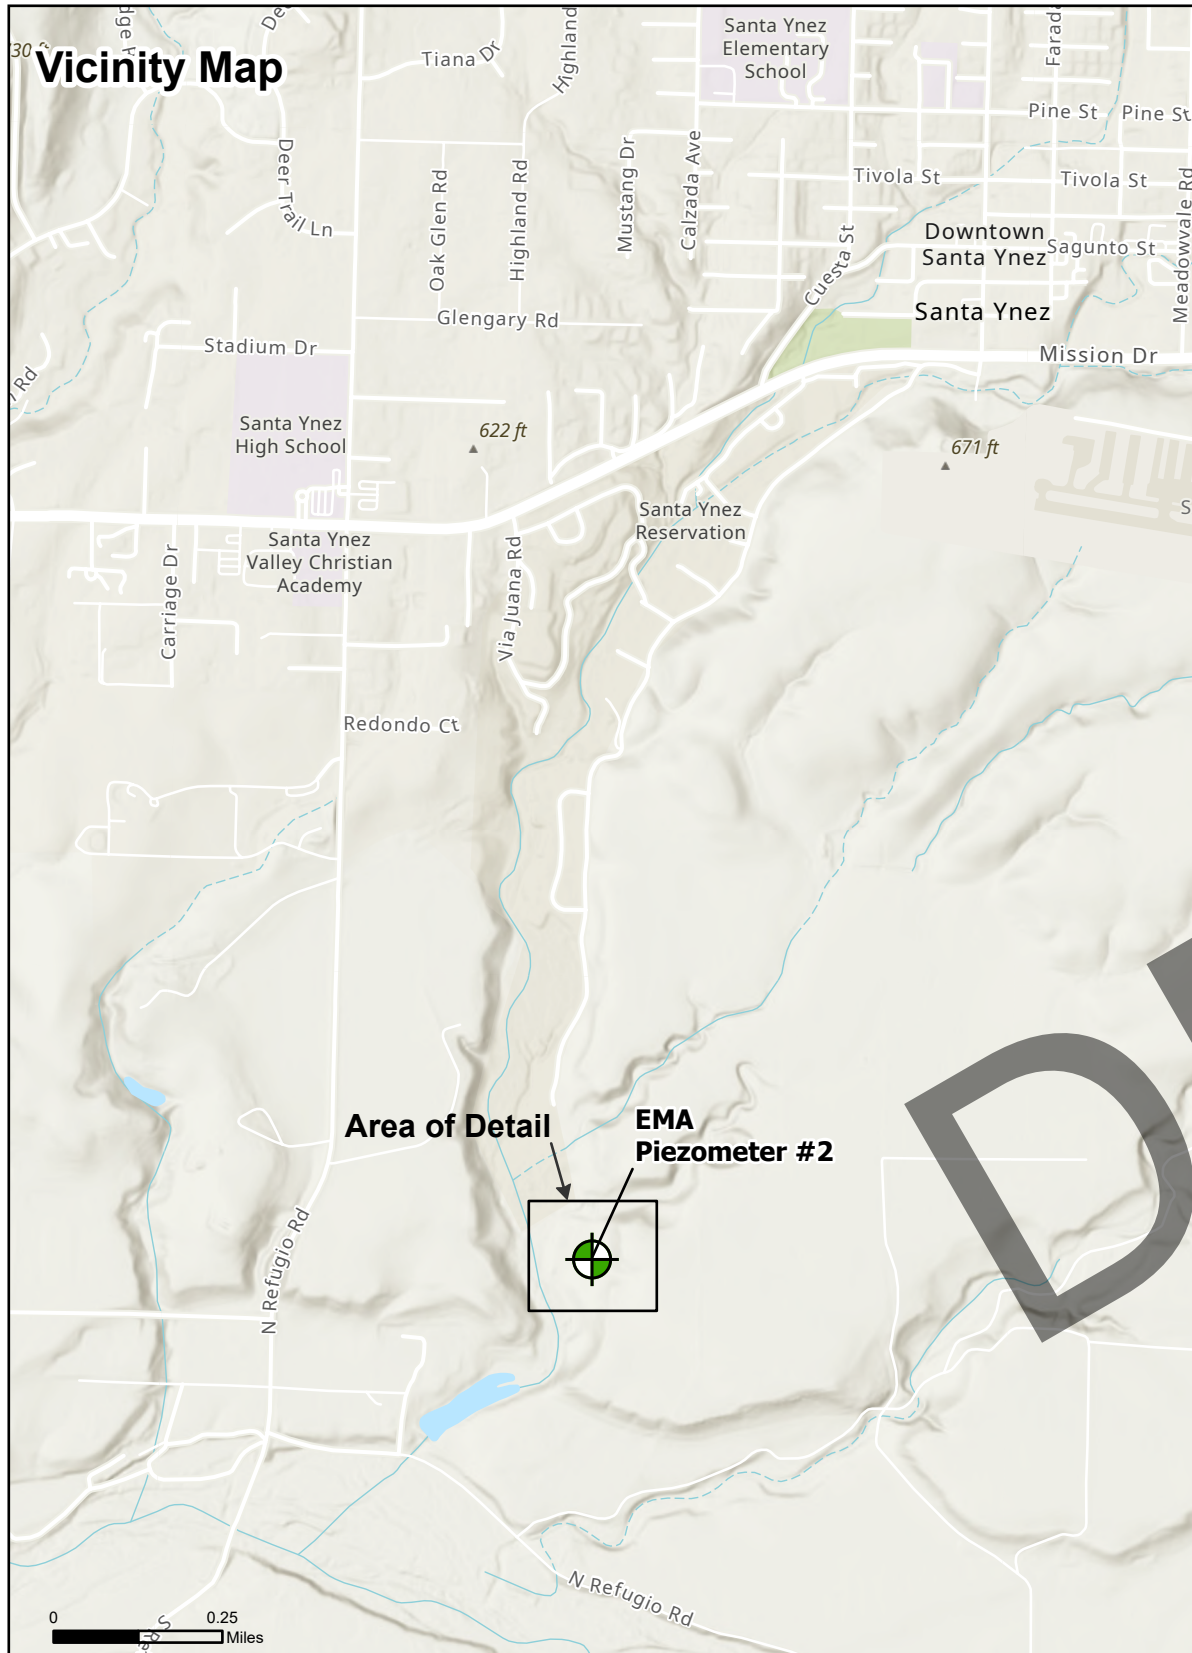 Vicinity Map
Tiana Dr
Highland
Santa Ynez
Elementary
School
Pine St
Pine St
Deer Trail Ln
Oak Glen Rd
Highland Rd
Mustang Dr
Calzada Ave
Tivola St
Tivola St
Meadowvale Rd
Cuesta St
Downtown
Santa Ynez
Sagunto St
Santa Ynez
Glengary Rd
Stadium Dr
Mission Dr
Rd
Santa Ynez
High School
622 ft
671 ft
Santa Ynez
Reservation
Santa Ynez
Valley Christian
Academy
Carriage Dr
Via Juana Rd
Redondo Ct
Area of Detail
EMA
Piezometer #2
N Refugio Rd
N Refugio Rd
0 0.25
Miles